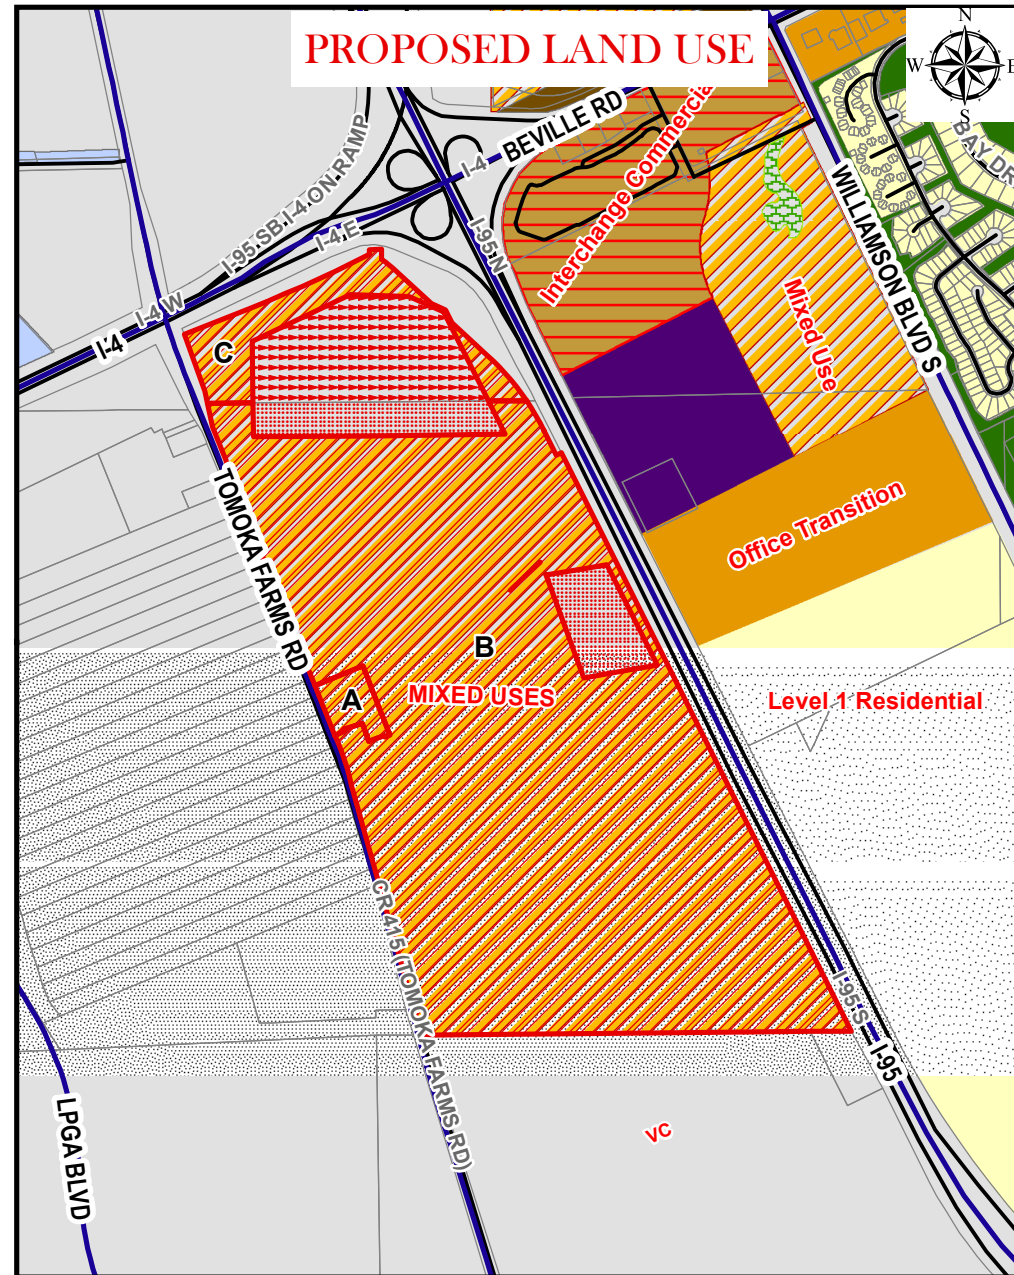 PROPOSED LAND USE
N
W
E
S
BEVILLE RD
I-4
I-95 SB I-4 ON RAMP
I-4 E
I-95 N
I-4 W
I-4
Interchange Commercia
BAY DR
WILLIAMSON BLVD S
Mixed Use
C
TOMOKA FARMS RD
Office Transition
B
A
MIXED USES
Level 1 Residential
CR 415 (TOMOKA FARMS RD)
I-95 S
I-95
LPGA BLVD
VC